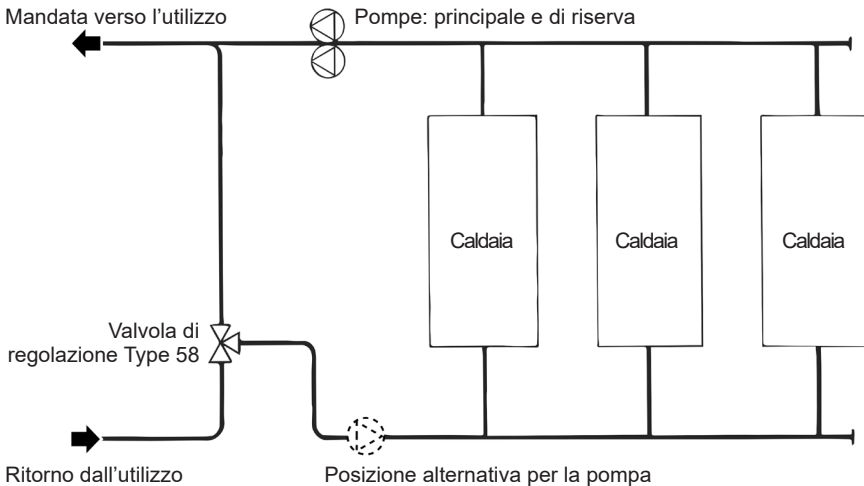 Mandata verso l'utilizzo
Pompe: principale e di riserva
Caldaia
Caldaia
Caldaia
Valvola di
regolazione Type 58
Ritorno dall'utilizzo
Posizione alternativa per la pompa